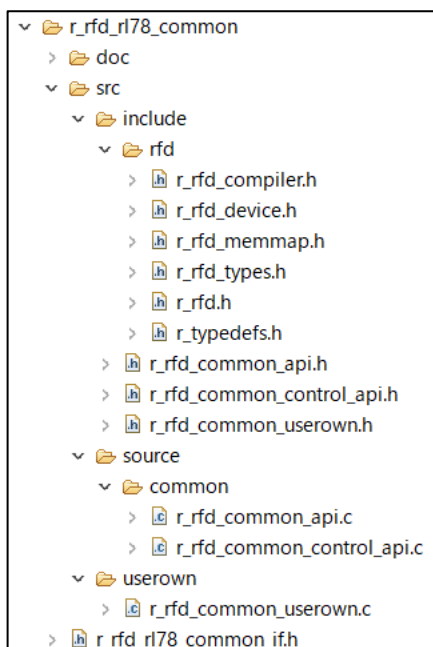 r_rfd_rl78_common
doc
src
include
rfd
r_rfd_compiler.h
r_rfd_device.h
r_rfd_memmap.h
r_rfd_types.h
r_rfd.h
r_typedefs.h
r_rfd_common_api.h
r_rfd_common_control_api.h
r_rfd_common_userown.h
source
common
r_rfd_common_api.c
r_rfd_common_control_api.c
userown
r_rfd_common_userown.c
r_rfd_rl78_common_if.h